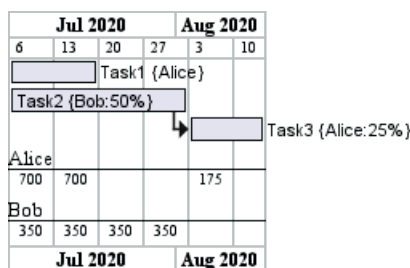 Jul 2020 Aug 2020
6 13 20 27 3 10
Task1 {Alice}
Task2 {Bob:50%}
Task3 {Alice:25%}
Alice
700 700 175
Bob
350 350 350 350
Jul 2020 Aug 2020